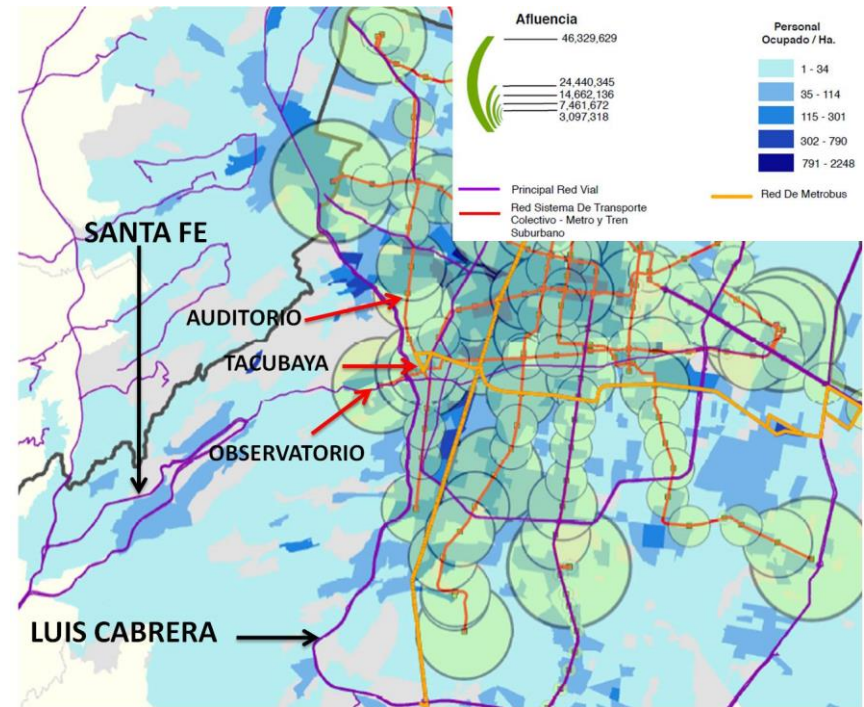 Afluencia
46,329,629
24,440,345
14,662,136
7,461,672
3,097,318
Personal
Ocupado / Ha.
1 - 34
35 - 114
115 - 301
302 - 790
791 - 2248
Principal Red Vial
Red Sistema De Transporte
Colectivo - Metro y Tren
Suburbano
Red De Metrobus
SANTA FE
AUDITORIO
TACUBAYA
OBSERVATORIO
LUIS CABRERA